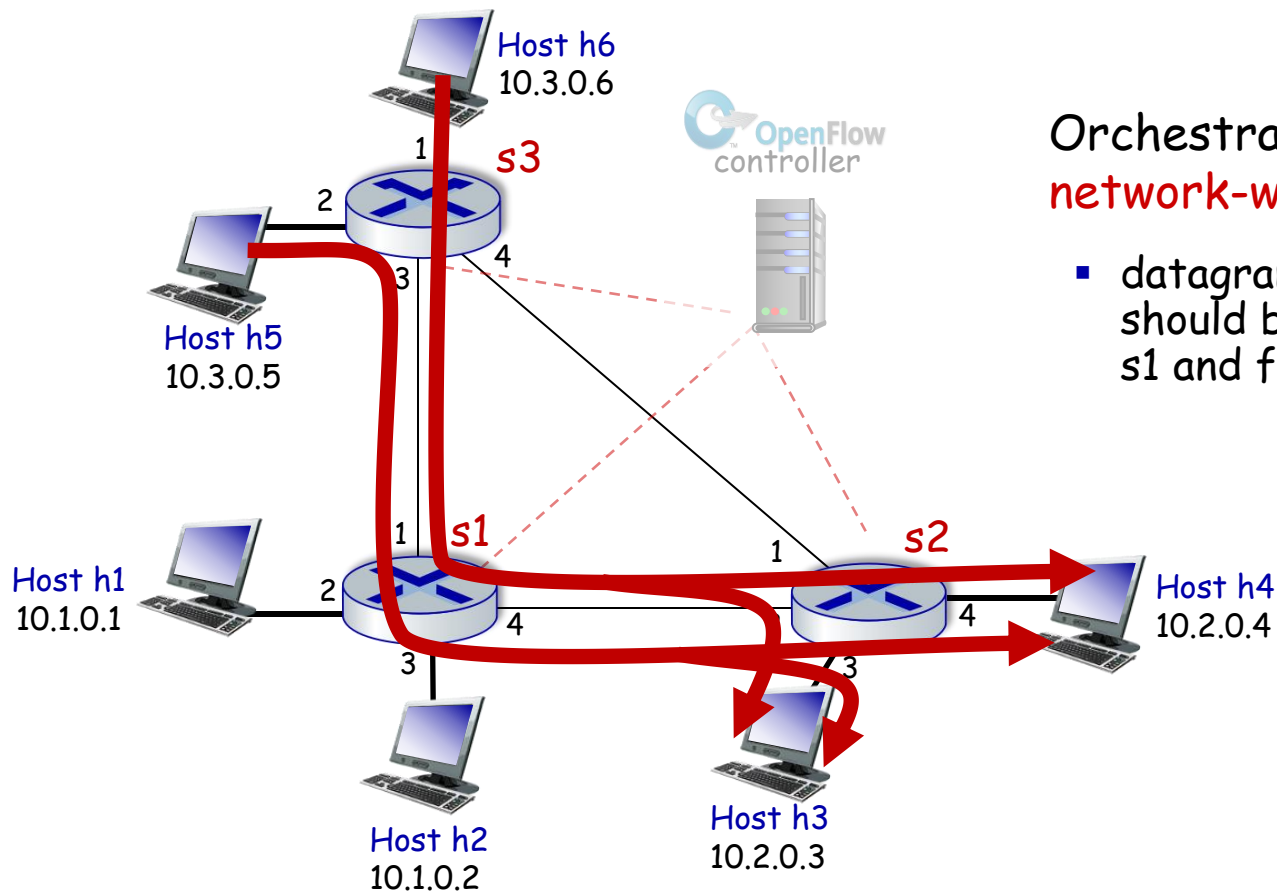 Host h6
10.3.0.6
OpenFlow
TM
controller
Orchestra
network-w
datagra
should b
s1 and f
1
s3
2
3
4
Host h5
10.3.0.5
1
s1
2
4
3
Host h1
10.1.0.1
1
s2
4
3
Host h4
10.2.0.4
Host h2
10.1.0.2
Host h3
10.2.0.3